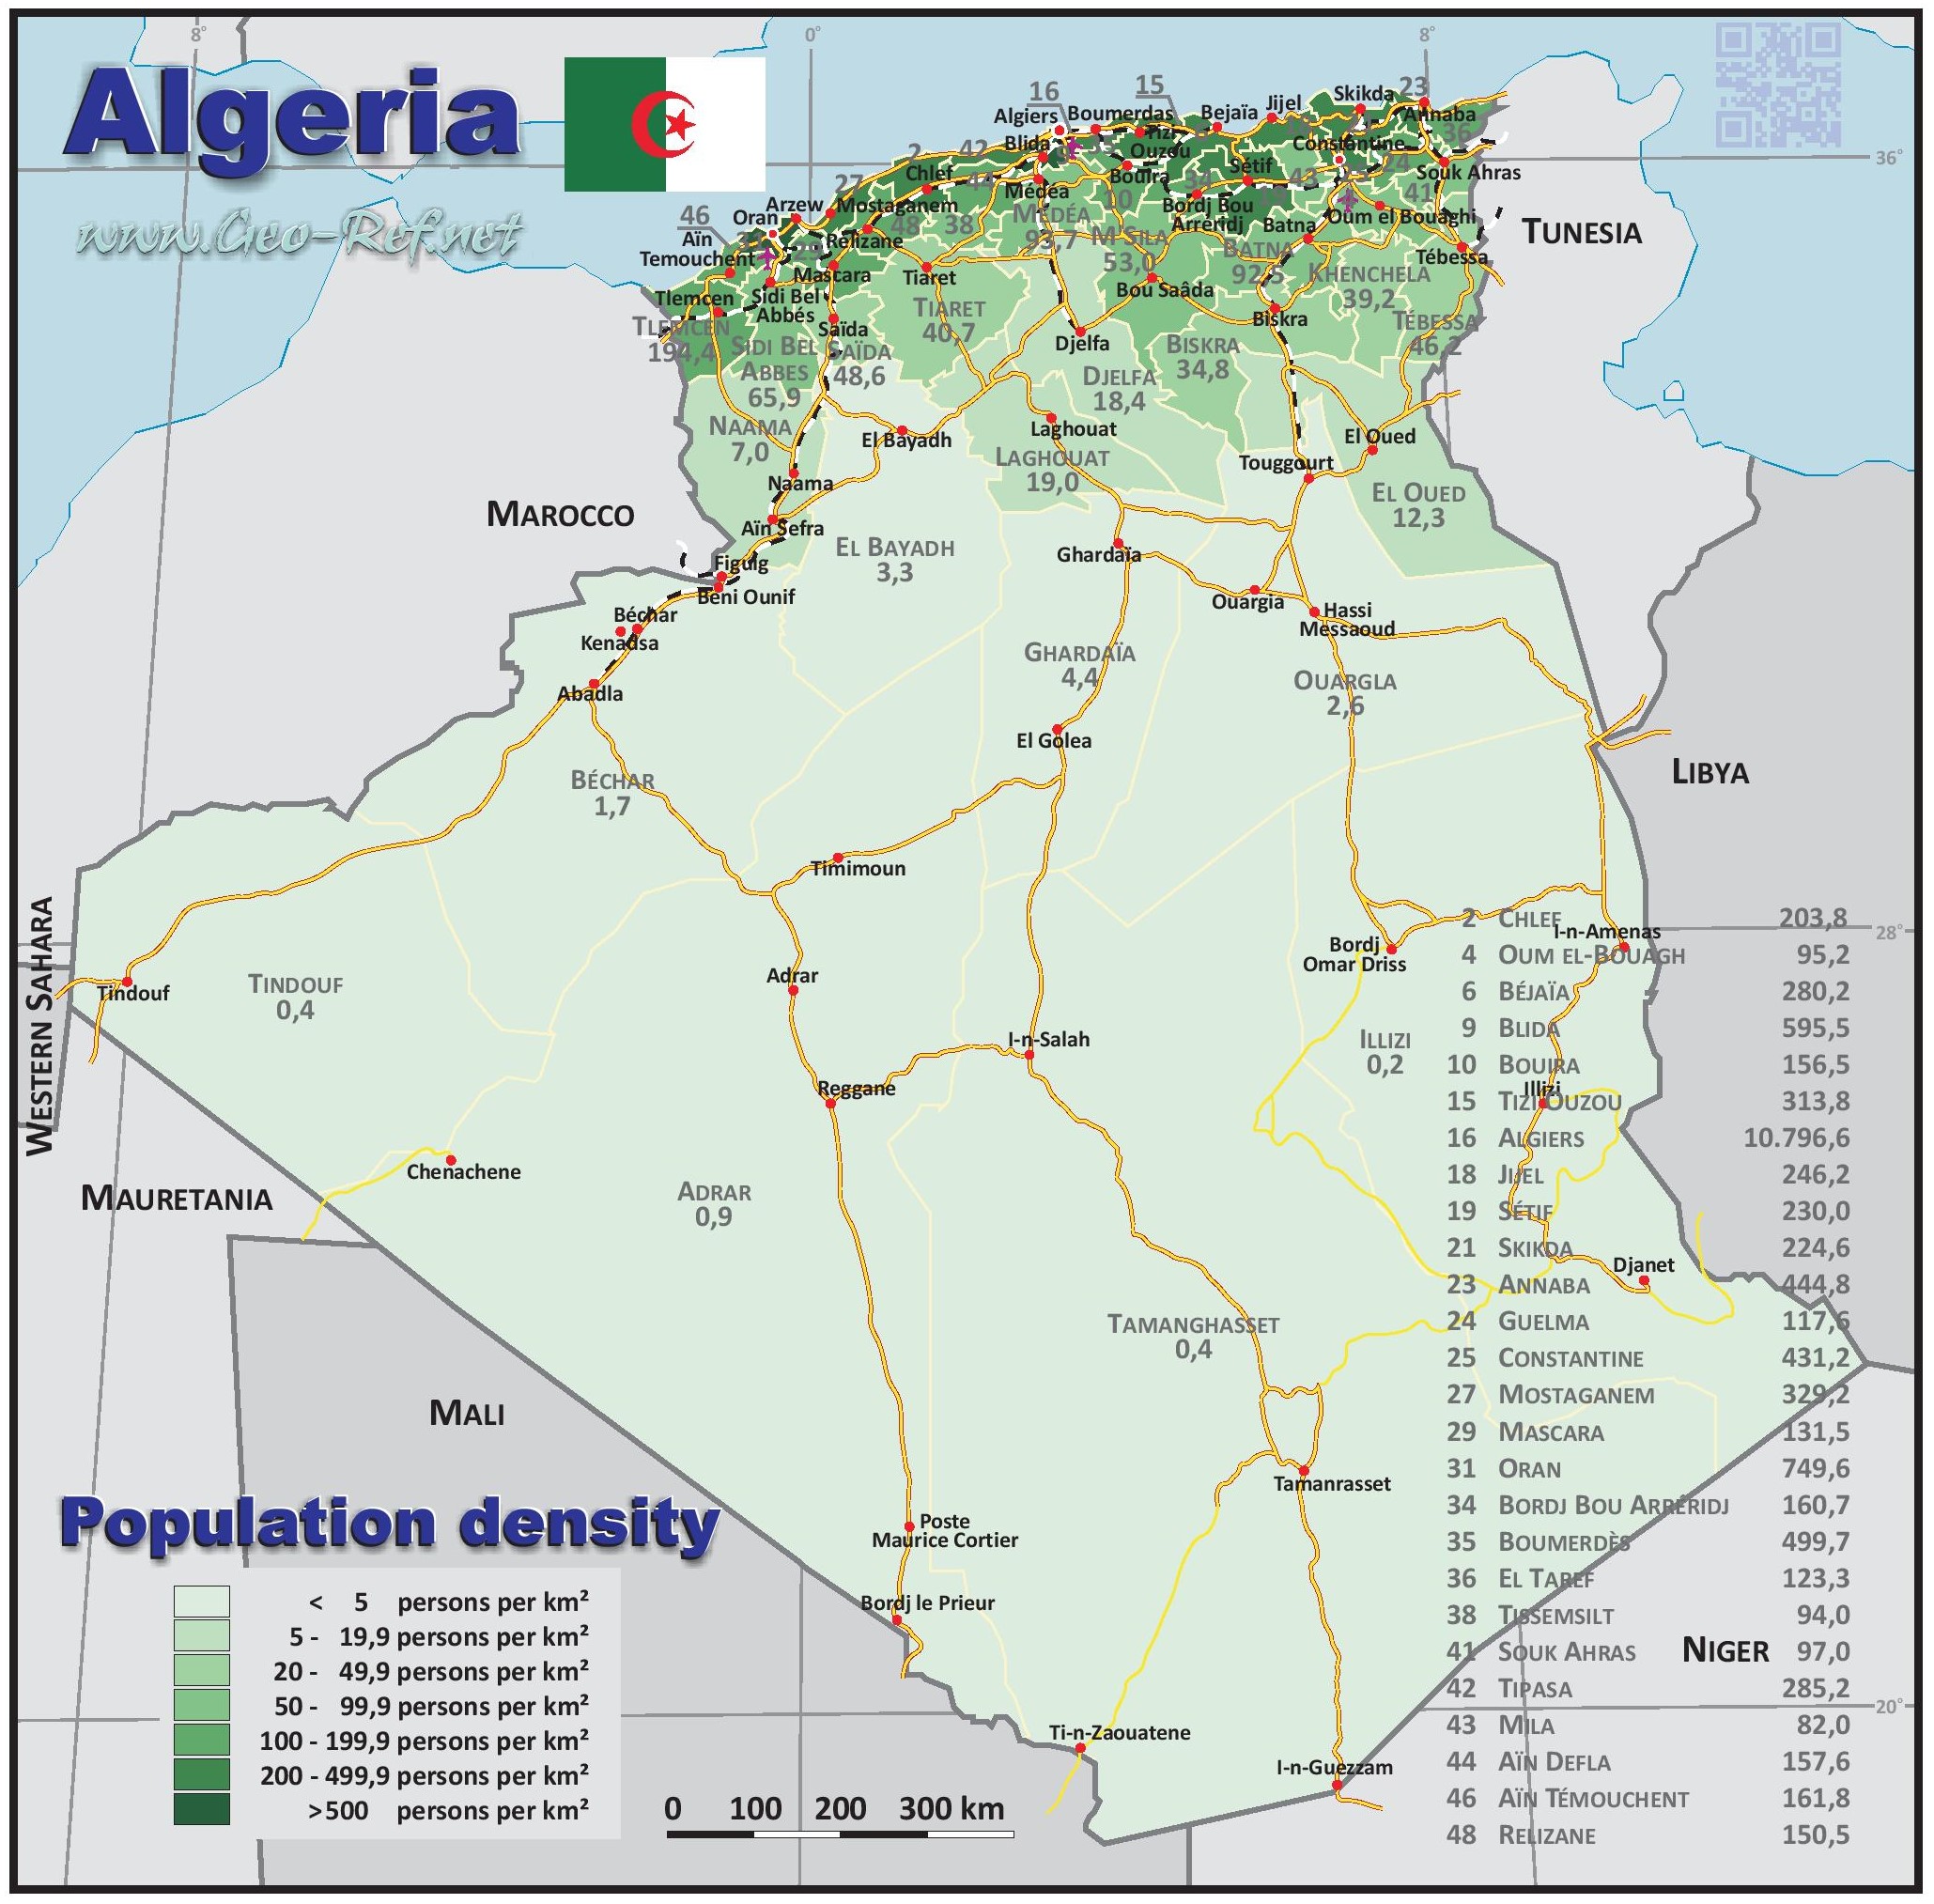 8°
0°
8°
Algeria
www.Geo-Ref.net
23
16
15
Skikda
Algiers
Boumerdas
Bejaïa
Jijel
Annaba
36
36°
2
42
Blida
Tizi
Ouzou
Constantine
24
Souk Ahras
27
Chlef
44
Médéa
Bouira
10
34
Sétif
43
41
46
Arzew
Oran
Mostaganem
48
38
MÉDÉA
93,7
Bordj Bou
Arreridj
Batna
Oum el Bouaghi
TUNESIA
Aïn
Temouchent
29
Relizane
M'SILA
53,0
BATNA
92,5
Tébessa
Mascara
Tiaret
Bou Saâda
KHENCHELA
39,2
Tlemcen
Sidi Bel
Abbés
Saïda
TIARET
40,7
Biskra
TÉBESSA
46,2
TLEMCEN
194,4
SIDI BEL
ABBES
65,9
SAÏDA
48,6
Djelfa
BISKRA
34,8
DJELFA
18,4
NAAMA
7,0
El Bayadh
Laghouat
El Oued
LAGHOUAT
19,0
Touggourt
Naama
EL OUED
12,3
MAROCCO
Aïn Sefra
EL BAYADH
3,3
Ghardaïa
Figuig
Beni Ounif
Ouargia
Hassi
Messaoud
Béchar
Kenadsa
GHARDAÏA
4,4
Abadla
OUARGLA
2,6
El Golea
LIBYA
BÉCHAR
1,7
Timimoun
WESTERN SAHARA
Tindouf
TINDOUF
0,4
Adrar
Bordj
Omar Driss
I-n-Amenas
28°
I-n-Salah
ILLIZI
0,2
Reggane
Illizi
Chenachene
MAURETANIA
ADRAR
0,9
Djanet
TAMANGHASSET
0,4
MALI
Tamanrasset
Poste
Maurice Cortier
Bordj le Prieur
NIGER
20°
Ti-n-Zaouatene
I-n-Guezzam
2 CHLEF 203,8
4 OUM EL-BOUAGH 95,2
6 BÉJAÏA 280,2
9 BLIDA 595,5
10 BOUIRA 156,5
15 TIZI OUZOU 313,8
16 ALGIERS 10.796,6
18 JIJEL 246,2
19 SÉTIF 230,0
21 SKIKDA 224,6
23 ANNABA 444,8
24 GUELMA 117,6
25 CONSTANTINE 431,2
27 MOSTAGANEM 329,2
29 MASCARA 131,5
31 ORAN 749,6
34 BORDJ BOU ARRÉRIDJ 160,7
35 BOUMERDÈS 499,7
36 EL TAREF 123,3
38 TISSEMSILT 94,0
41 SOUK AHRAS 97,0
42 TIPASA 285,2
43 MILA 82,0
44 AÏN DEFLA 157,6
46 AÏN TÉMOUCHENT 161,8
48 RELIZANE 150,5
Population density
< 5 persons per km²
5 - 19,9 persons per km²
20 - 49,9 persons per km²
50 - 99,9 persons per km²
100 - 199,9 persons per km²
200 - 499,9 persons per km²
>500 persons per km²
0 100 200 300 km